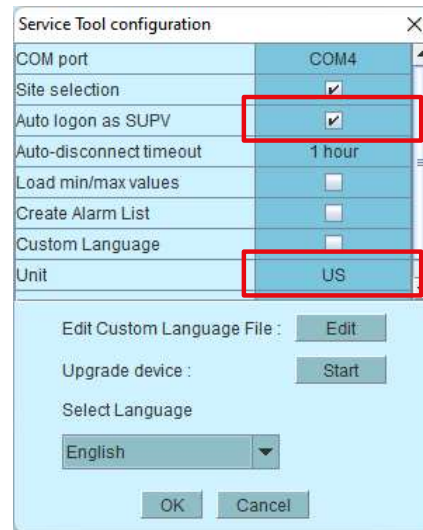 Service Tool configuration
COM port COM4
Site selection
Auto logon as SUPV
Auto-disconnect timeout 1 hour
Load min/max values
Create Alarm List
Custom Language
Unit US
Edit Custom Language File : Edit
Upgrade device : Start
Select Language
English
OK Cancel